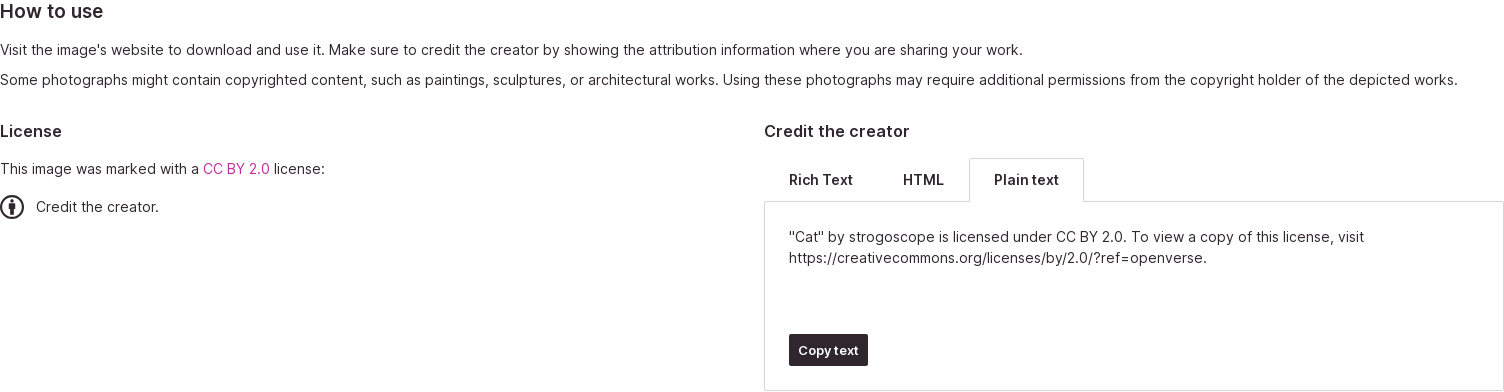 How to use
Visit the image's website to download and use it. Make sure to credit the creator by showing the attribution information where you are sharing your work.
Some photographs might contain copyrighted content, such as paintings, sculptures, or architectural works. Using these photographs may require additional permissions from the copyright holder of the depicted works.
License
This image was marked with a CC BY 2.0 license:
Credit the creator.
Credit the creator
Rich Text
HTML
Plain text
"Cat" by strogoscope is licensed under CC BY 2.0. To view a copy of this license, visit
https://creativecommons.org/licenses/by/2.0/?ref=openverse.
Copy text